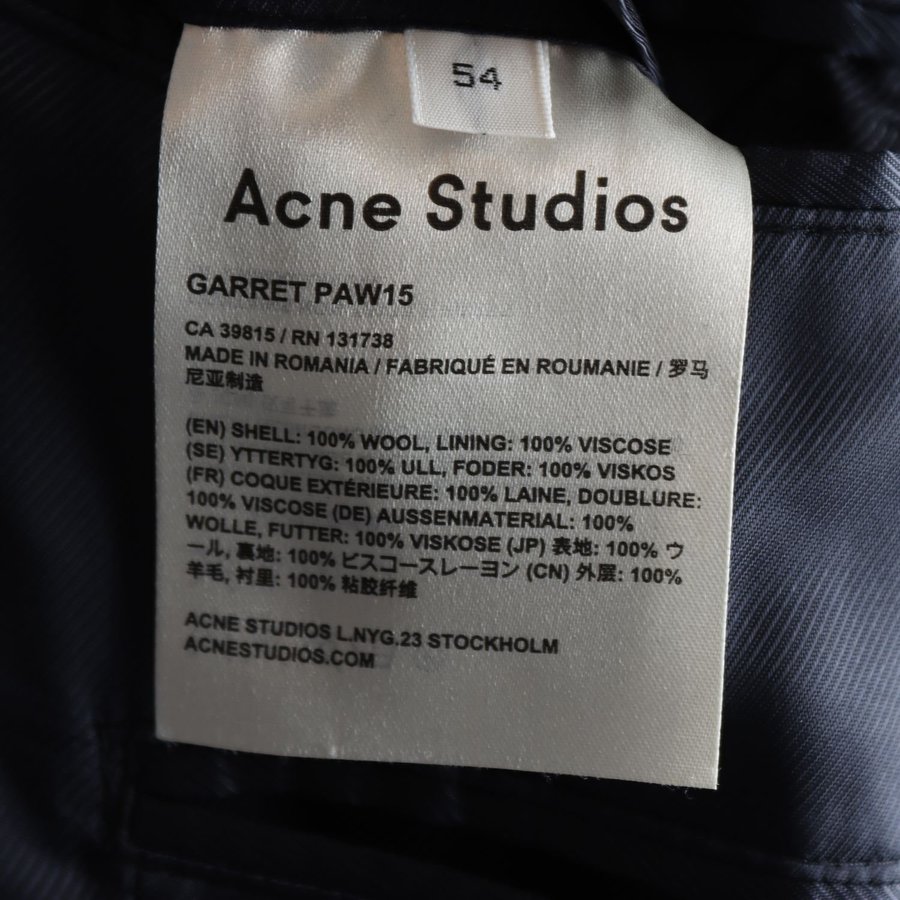 54
Acne Studios
GARRET PAW15
CA 39815 / RN 131738
MADE IN ROMANIA / FABRIQUÉ EN ROUMANIE / 罗马
尼亚制造
(EN) SHELL: 100% WOOL, LINING: 100% VISCOSE
(SE) YTTERTYG: 100% ULL, FODER: 100% VISKOS
(FR) COQUE EXTÉRIEURE: 100% LAINE, DOUBLURE:
100% VISCOSE (DE) AUSSENMATERIAL: 100%
WOLLE, FUTTER: 100% VISKOSE (JP) 表地: 100% ウ
ール, 裏地: 100% ビスコースレーヨン (CN) 外层: 100%
羊毛, 衬里: 100% 粘胶纤维
ACNE STUDIOS L.NYG.23 STOCKHOLM
ACNESTUDIOS.COM